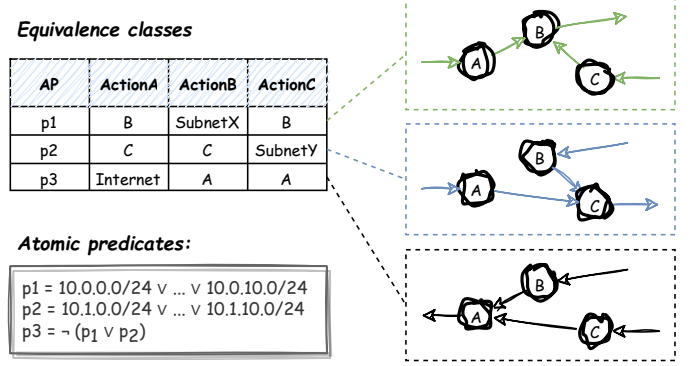 Equivalence classes
AP ActionA ActionB ActionC
p1 B SubnetX B
p2 C C SubnetY
p3 Internet A A
Atomic predicates:
p1 = 10.0.0.0/24 ∨ ... ∨ 10.0.10.0/24
p2 = 10.1.0.0/24 ∨ ... ∨ 10.1.10.0/24
p3 = ¬ (p₁ ∨ p₂)
B
A
C
B
A
C
B
A
C